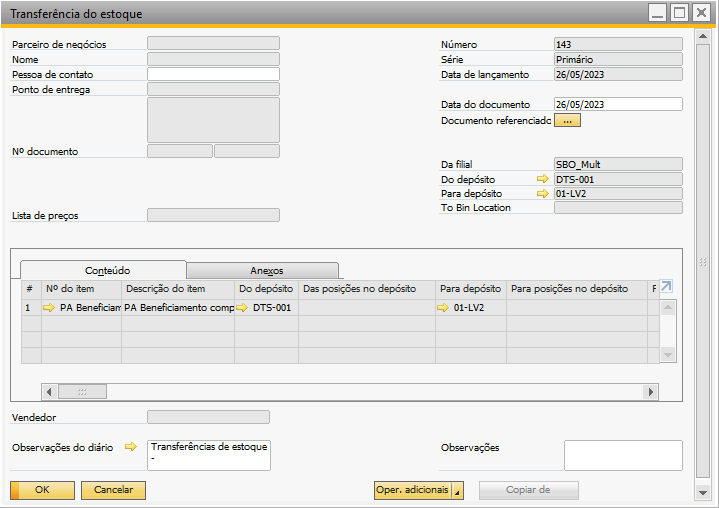 Transferência do estoque
Parceiro de negócios
Nome
Pessoa de contato
Ponto de entrega
Nº documento
Lista de preços
Número 143
Série Primário
Data de lançamento 26/05/2023
Data do documento 26/05/2023
Documento referenciado ...
Da filial SBO_Mult
Do depósito DTS-001
Para depósito 01-LV2
To Bin Location
Conteúdo Anexos
# Nº do item Descrição do item Do depósito Das posições no depósito Para depósito Para posições no depósito F
1 PA Beneficiam PA Beneficiamento comp DTS-001 01-LV2
Vendedor
Observações do diário Transferências de estoque
-
Observações
OK Cancelar Oper. adicionais Copiar de